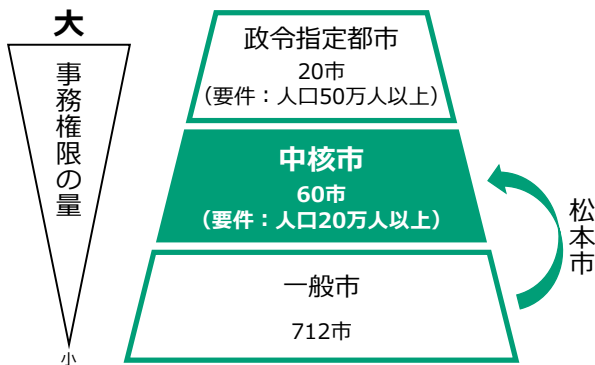 大
事務権限の量
小
政令指定都市
20市
（要件：人口50万人以上）
中核市
60市
（要件：人口20万人以上）
一般市
712市
松本市